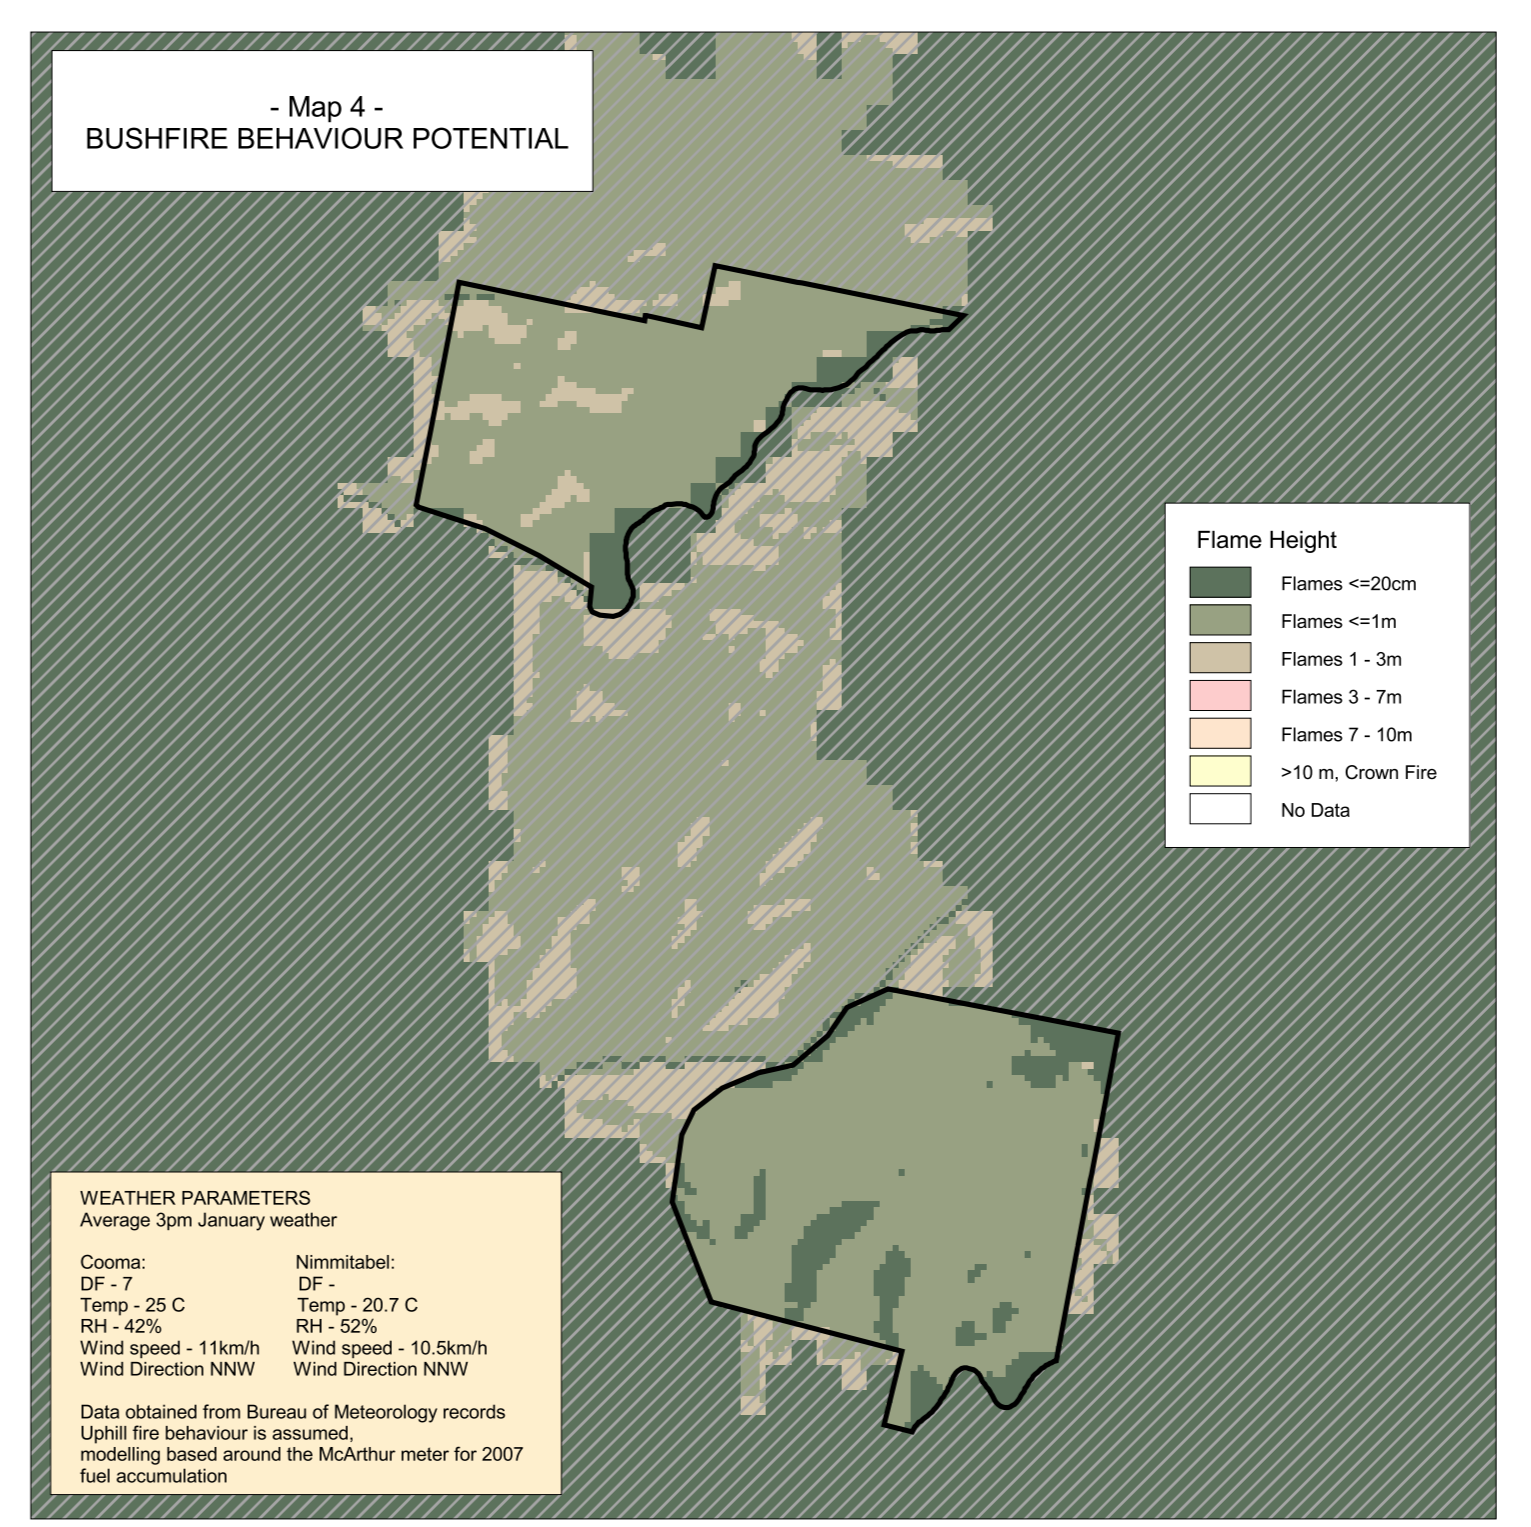 - Map 4 -
BUSHFIRE BEHAVIOUR POTENTIAL
Flame Height
Flames <=20cm
Flames <=1m
Flames 1 - 3m
Flames 3 - 7m
Flames 7 - 10m
>10 m, Crown Fire
No Data
WEATHER PARAMETERS
Average 3pm January weather
Cooma: Nimmitabel:
DF - 7 DF -
Temp - 25 C Temp - 20.7 C
RH - 42% RH - 52%
Wind speed - 11km/h Wind speed - 10.5km/h
Wind Direction NNW Wind Direction NNW
Data obtained from Bureau of Meteorology records
Uphill fire behaviour is assumed,
modelling based around the McArthur meter for 2007
fuel accumulation